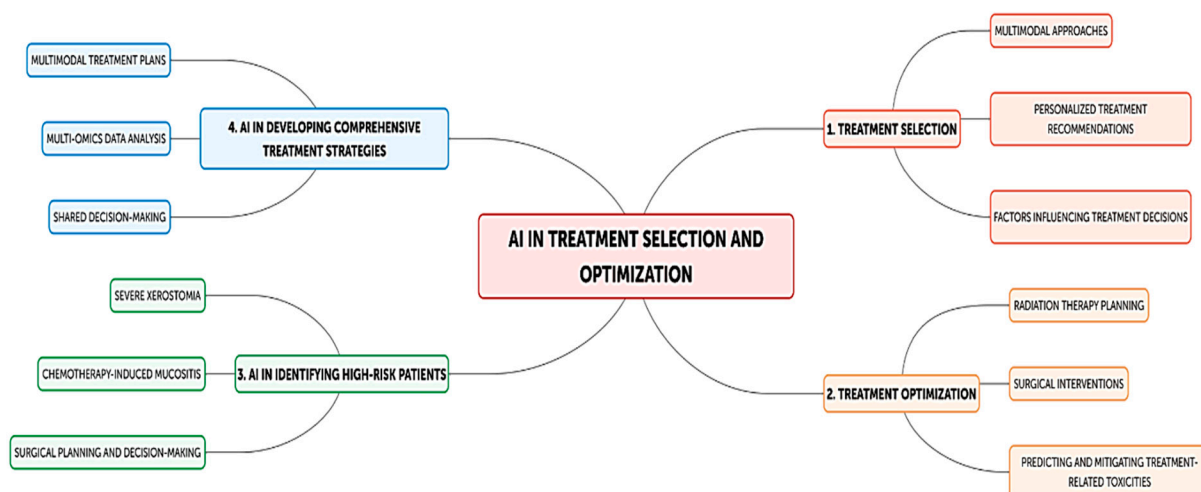 AI IN TREATMENT SELECTION AND
OPTIMIZATION
1. TREATMENT SELECTION
MULTIMODAL APPROACHES
PERSONALIZED TREATMENT
RECOMMENDATIONS
FACTORS INFLUENCING TREATMENT DECISIONS
2. TREATMENT OPTIMIZATION
RADIATION THERAPY PLANNING
SURGICAL INTERVENTIONS
PREDICTING AND MITIGATING TREATMENT-
RELATED TOXICITIES
3. AI IN IDENTIFYING HIGH-RISK PATIENTS
SEVERE XEROSTOMIA
CHEMOTHERAPY-INDUCED MUCOSITIS
SURGICAL PLANNING AND DECISION-MAKING
4. AI IN DEVELOPING COMPREHENSIVE
TREATMENT STRATEGIES
MULTIMODAL TREATMENT PLANS
MULTI-OMICS DATA ANALYSIS
SHARED DECISION-MAKING